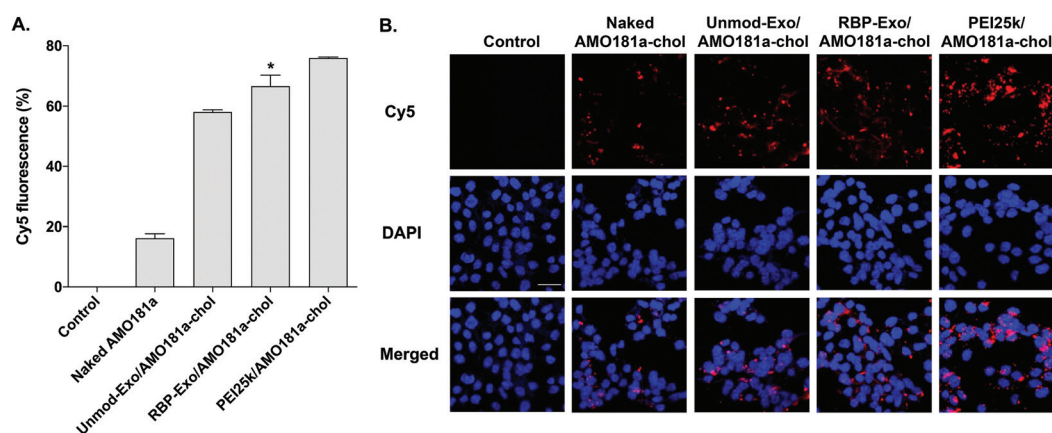 A.
Cy5 fluorescence (%)
80
60
40
20
0
*
Control
Naked AMO181a
Unmod-Exo/AMO181a-chol
RBP-Exo/AMO181a-chol
PEI25k/AMO181a-chol
B.
Control
Naked
AMO181a-chol
Unmod-Exo/
AMO181a-chol
RBP-Exo/
AMO181a-chol
PEI25k/
AMO181a-chol
Cy5
DAPI
Merged